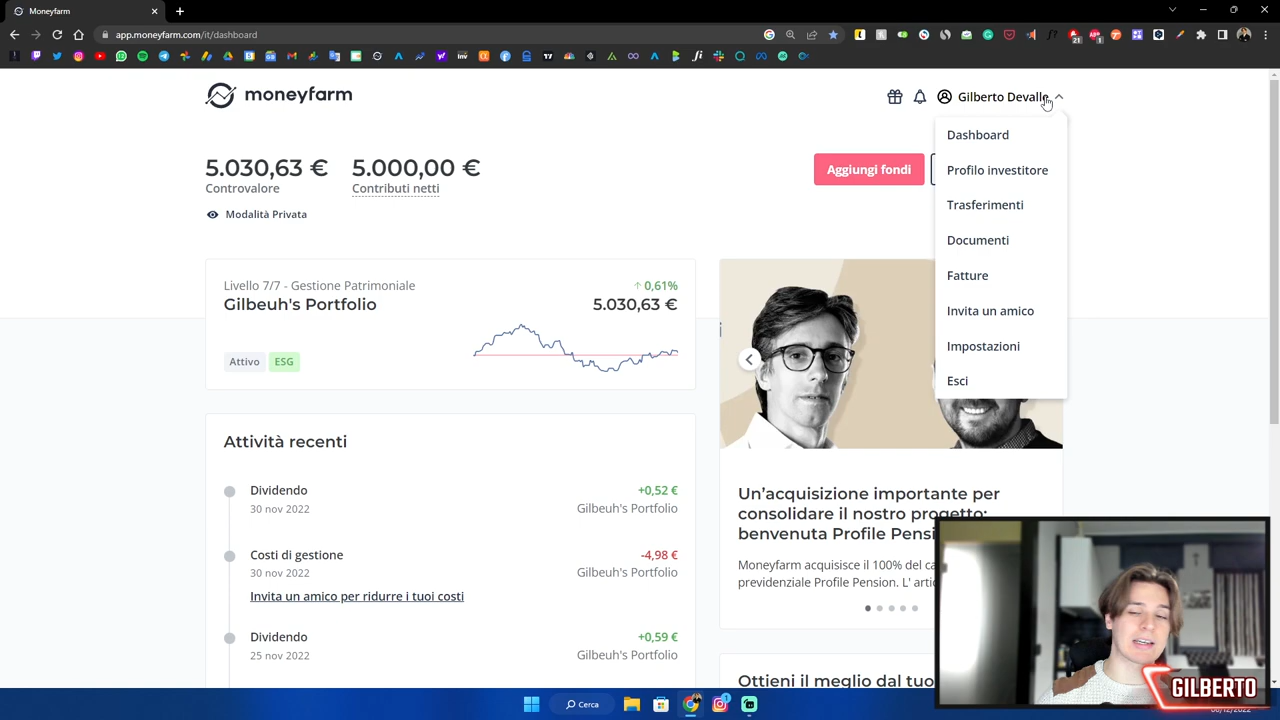 Moneyfarm
app.moneyfarm.com/it/dashboard
moneyfarm
Gilberto Devalle
Dashboard
Profilo investitore
Trasferimenti
Documenti
Fatture
Invita un amico
Impostazioni
Esci
5.030,63 €
5.000,00 €
Controvalore
Contributi netti
Aggiungi fondi
Modalità Privata
Livello 7/7 - Gestione Patrimoniale
0,61%
Gilbeuh's Portfolio
5.030,63 €
Attivo
ESG
Attività recenti
Dividendo
+0,52 €
30 nov 2022
Gilbeuh's Portfolio
Costi di gestione
-4,98 €
30 nov 2022
Gilbeuh's Portfolio
Invita un amico per ridurre i tuoi costi
Dividendo
+0,59 €
25 nov 2022
Gilbeuh's Portfolio
Un'acquisizione importante per
consolidare il nostro progetto:
benvenuta Profile Pensi
Moneyfarm acquisisce il 100% del ca
previdenziale Profile Pension. L' arti
Ottieni il meglio dal tuo
GILBERTO
Cerca